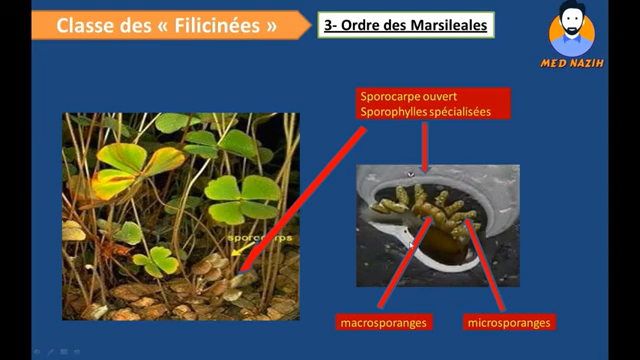 Classe des « Filicinées »
3- Ordre des Marsileales
MED NAZIH
Sporocarpe ouvert
Sporophylles spécialisées
sporocarps
macrosporanges
microsporanges